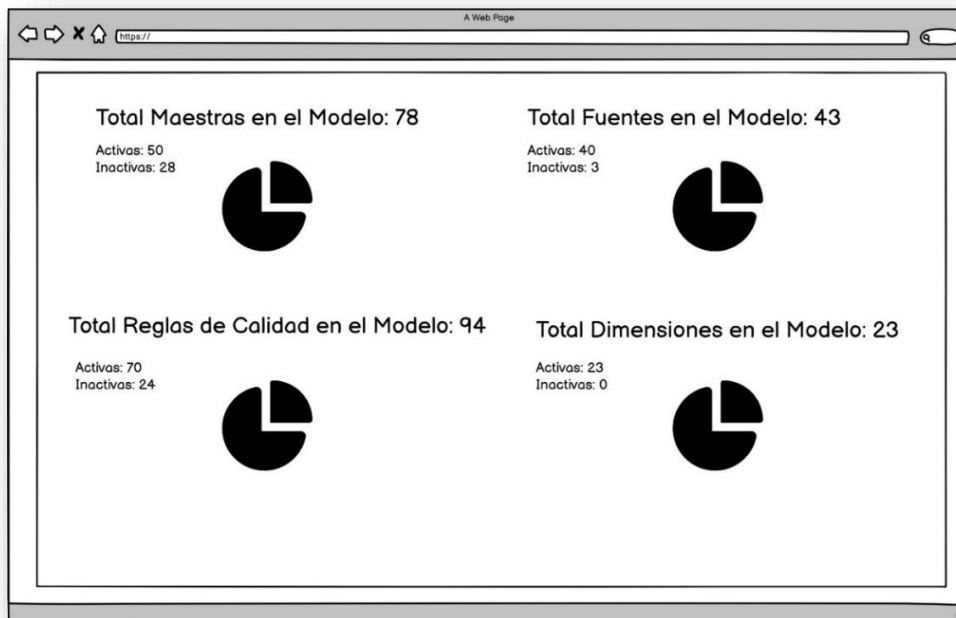 A Web Page
https://
Total Maestras en el Modelo: 78
Activas: 50
Inactivas: 28
Total Fuentes en el Modelo: 43
Activas: 40
Inactivas: 3
Total Reglas de Calidad en el Modelo: 94
Activas: 70
Inactivas: 24
Total Dimensiones en el Modelo: 23
Activas: 23
Inactivas: 0